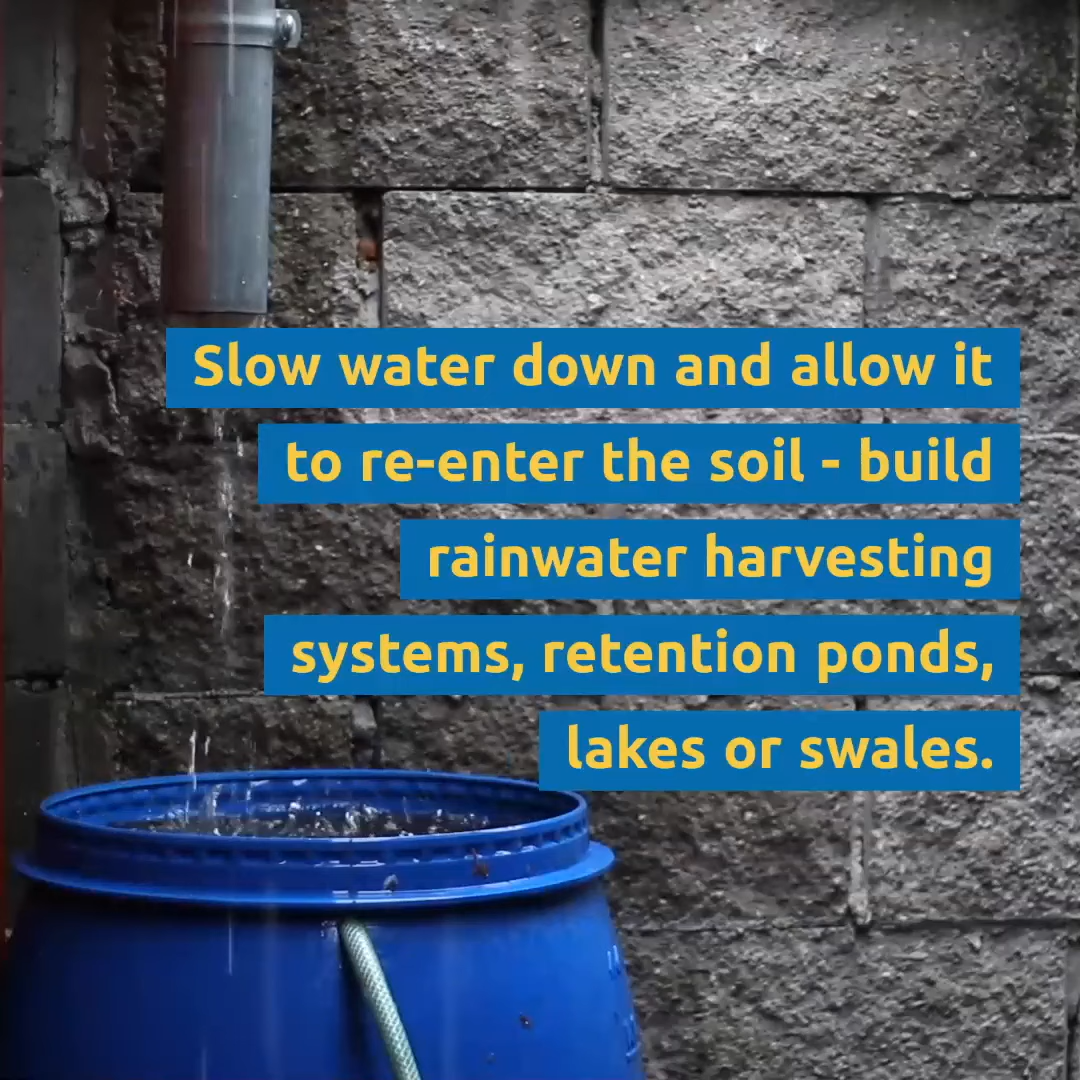 Slow water down and allow it
to re-enter the soil - build
rainwater harvesting
systems, retention ponds,
lakes or swales.